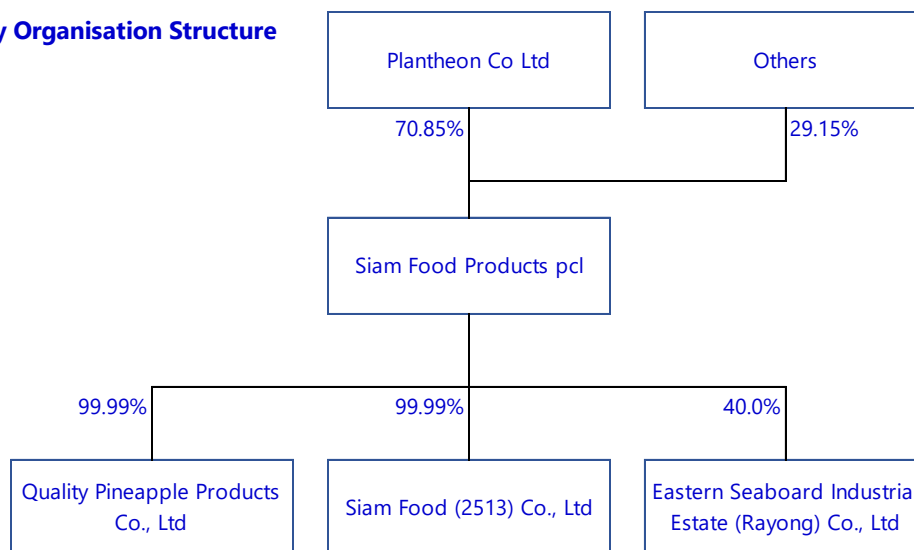 y Organisation Structure
Plantheon Co Ltd
Others
70.85%
29.15%
Siam Food Products pcl
99.99%
99.99%
40.0%
Quality Pineapple Products
Co., Ltd
Siam Food (2513) Co., Ltd
Eastern Seaboard Industria
Estate (Rayong) Co., Ltd